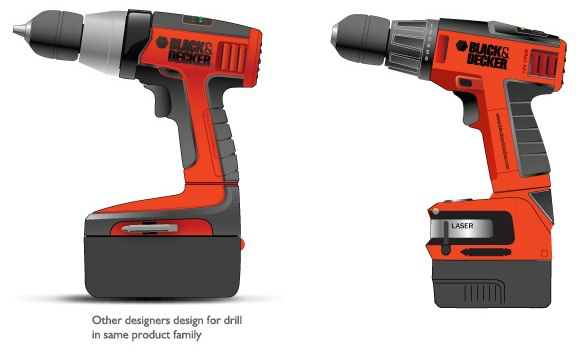 BLACK&
DECKER
BLACK&
DECKER
LASER
Other designers design for drill
in same product family